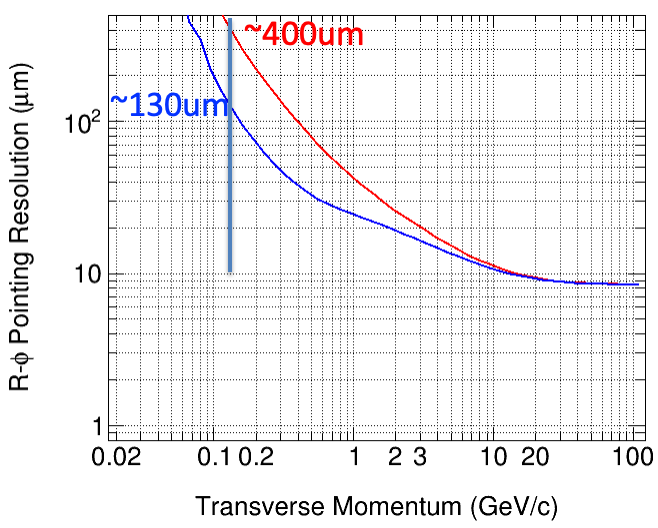 ~400um
~130um
R-ϕ Pointing Resolution (μm)
10²
10
1
0.02 0.1 0.2 1 2 3 10 20 100
Transverse Momentum (GeV/c)